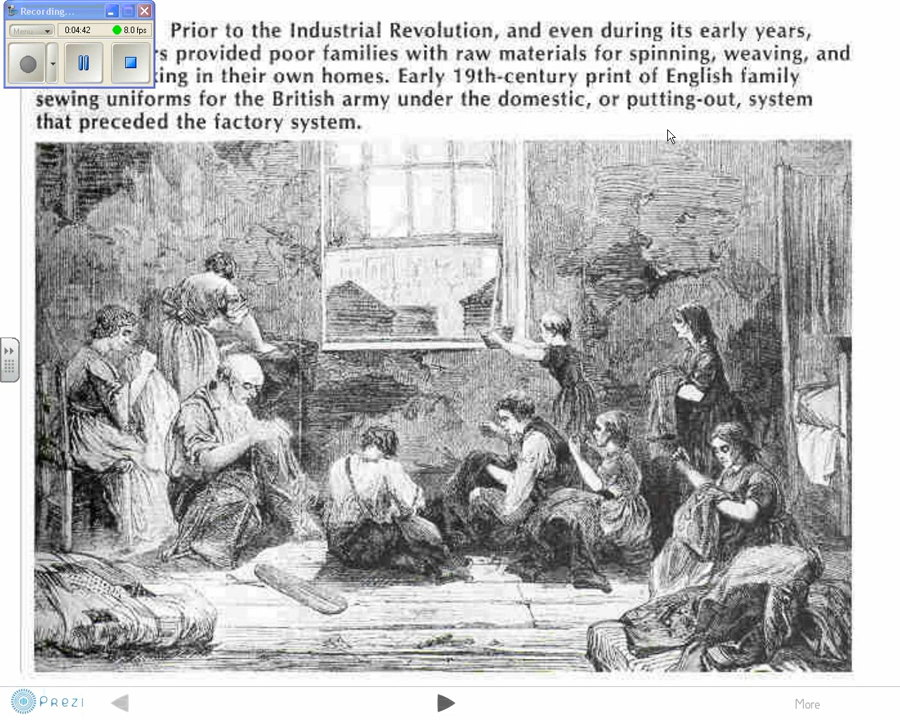 Recording...
Menu
0:04:42 8.0 fps
Prior to the Industrial Revolution, and even during its early years,
rs provided poor families with raw materials for spinning, weaving, and
king in their own homes. Early 19th-century print of English family
sewing uniforms for the British army under the domestic, or putting-out, system
that preceded the factory system.
PREZI
More